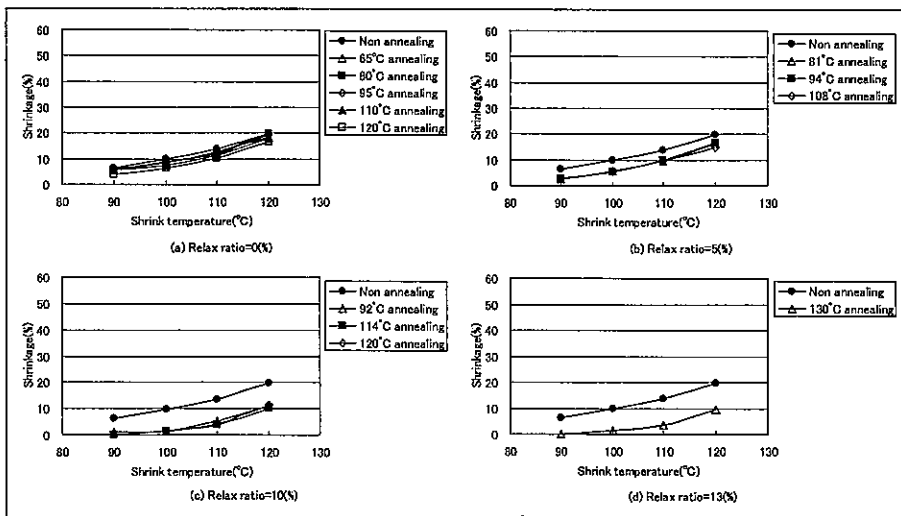 60
50
40
30
20
10
0
Shrinkage(%)
80 90 100 110 120 130
Shrink temperature(°C)
Non annealing
65°C annealing
80°C annealing
95°C annealing
110°C annealing
120°C annealing
(a) Relax ratio=0(%)
60
50
40
30
20
10
0
Shrinkage(%)
80 90 100 110 120 130
Shrink temperature(°C)
Non annealing
81°C annealing
94°C annealing
108°C annealing
(b) Relax ratio=5(%)
60
50
40
30
20
10
0
Shrinkage(%)
80 90 100 110 120 130
Shrink temperature(°C)
Non annealing
92°C annealing
114°C annealing
120°C annealing
(c) Relax ratio=10(%)
60
50
40
30
20
10
0
Shrinkage(%)
80 90 100 110 120 130
Shrink temperature(°C)
Non annealing
130°C annealing
(d) Relax ratio=13(%)